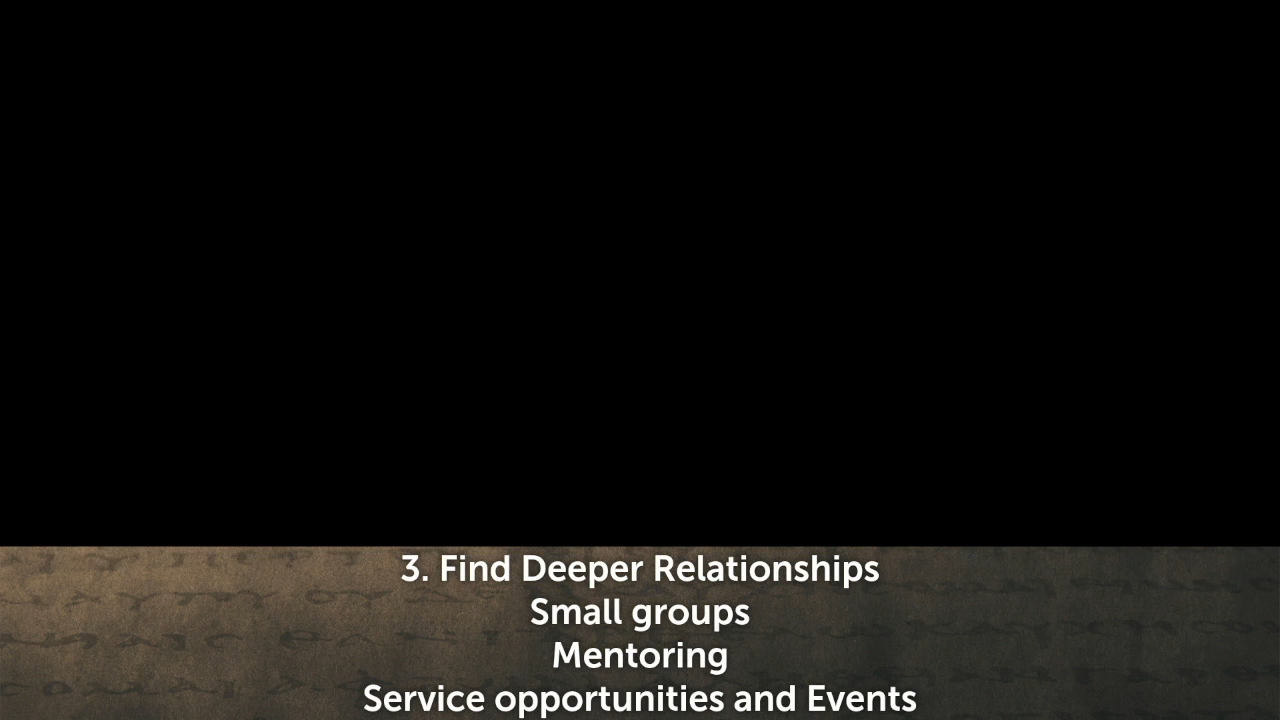 3. Find Deeper Relationships
Small groups
Mentoring
Service opportunities and Events